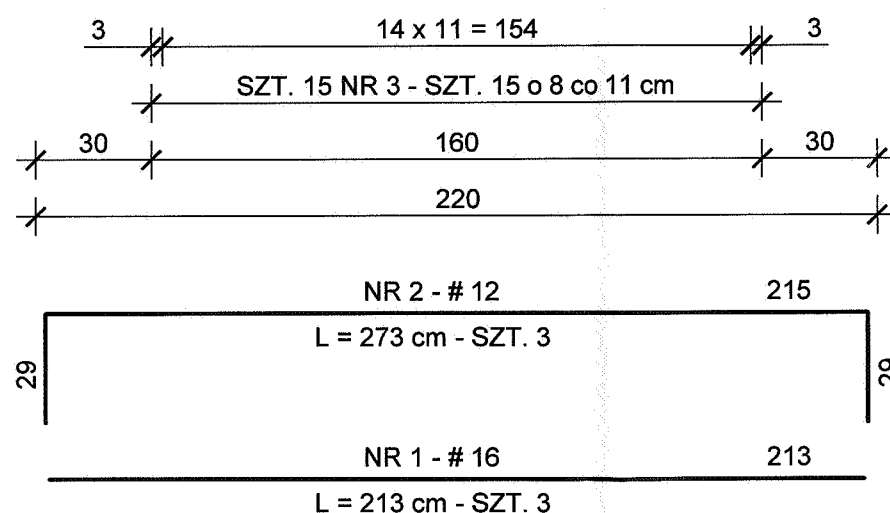 3 14 x 11 = 154 3
SZT. 15 NR 3 - SZT. 15 o 8 co 11 cm
30 160 30
220
NR 2 - # 12 215
L = 273 cm - SZT. 3
29 29
NR 1 - # 16 213
L = 213 cm - SZT. 3